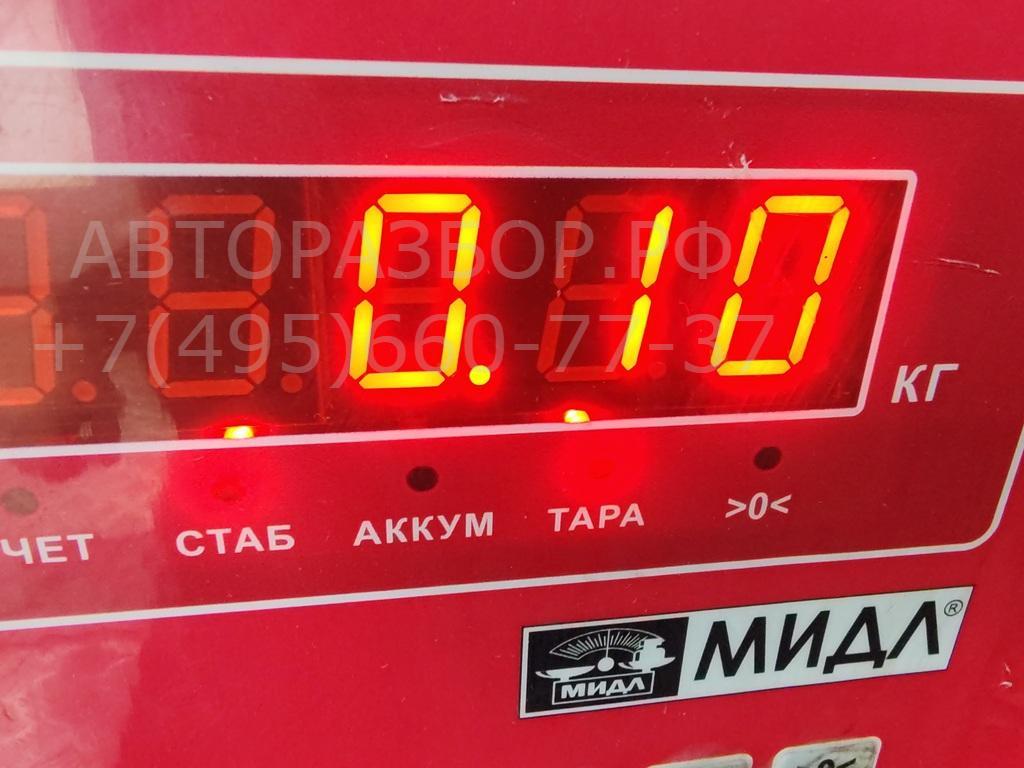 0.10
АВТОРАЗБОР.РФ
+7(495)660-77-37
КГ
ЧЕТ СТАБ АККУМ ТАРА >0<
МИДЛ МИДЛ®